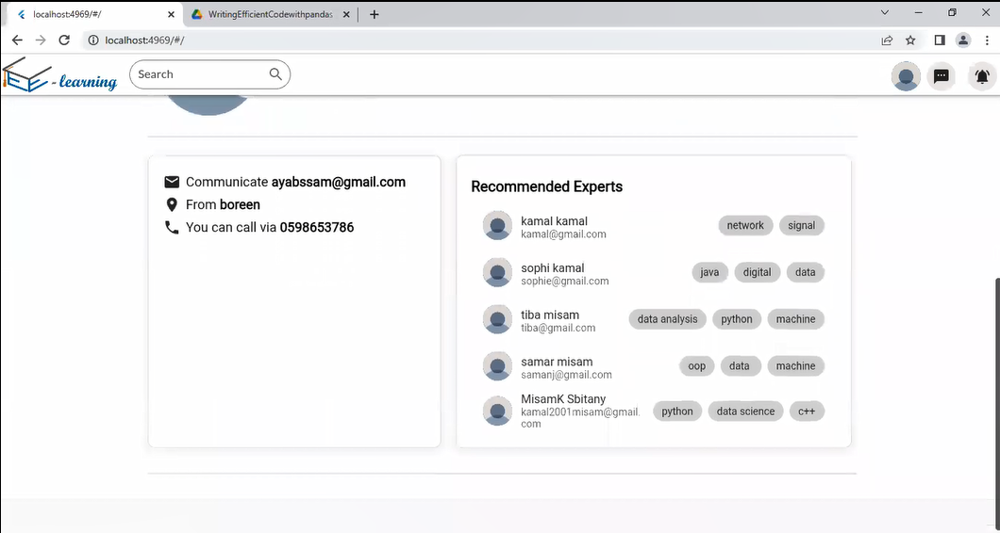 localhost:4969/#/
WritingEfficientCodewithpandas
localhost:4969/#/
-learning
Search
Communicate ayabssam@gmail.com
From boreen
You can call via 0598653786
Recommended Experts
kamal kamal
kamal@gmail.com
network signal
sophi kamal
sophie@gmail.com
java digital data
tiba misam
tiba@gmail.com
data analysis python machine
samar misam
samanj@gmail.com
oop data machine
MisamK Sbitany
kamal2001misam@gmail.
com
python data science c++